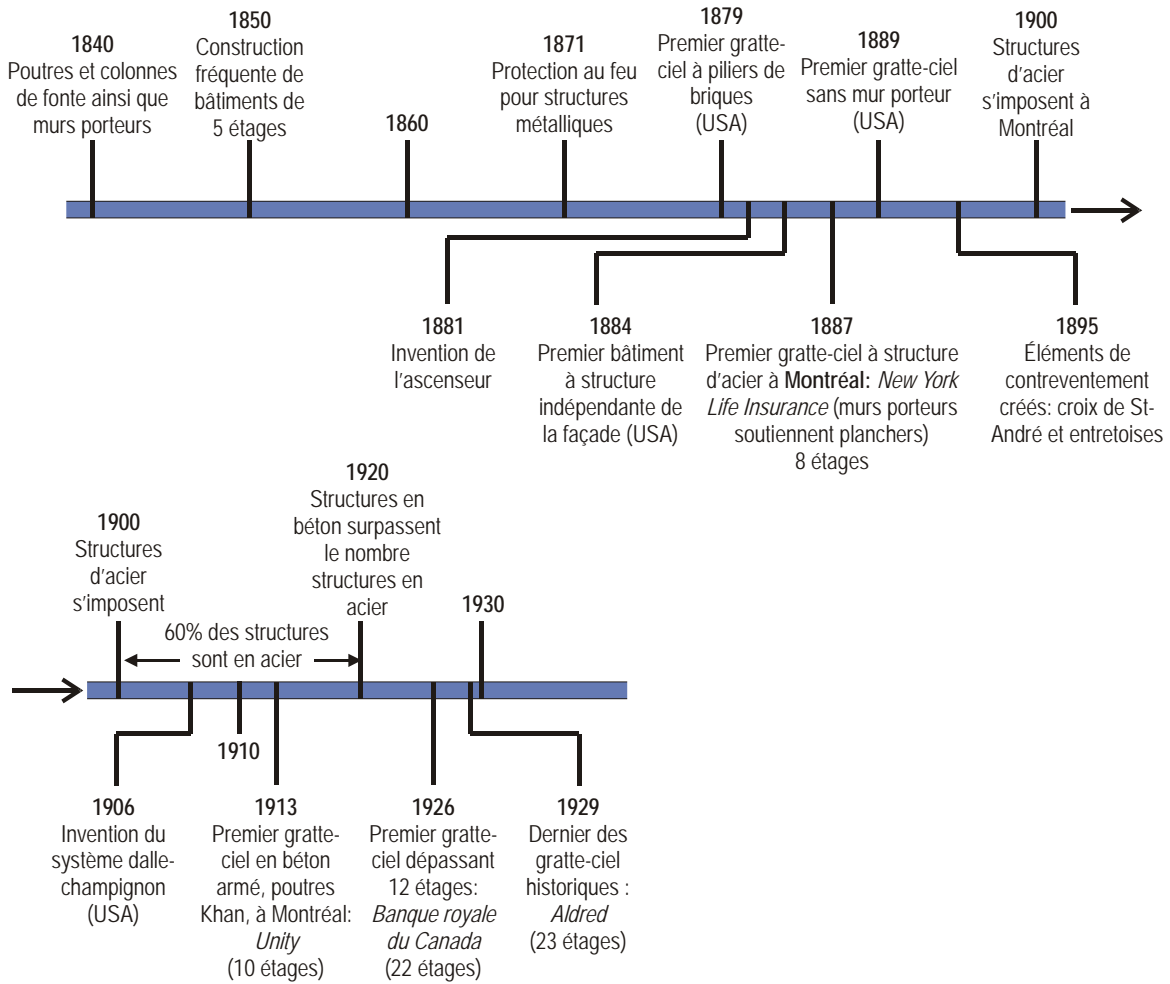 1840
Poutres et colonnes
de fonte ainsi que
murs porteurs
1850
Construction
fréquente de
bâtiments de
5 étages
1860
1871
Protection au feu
pour structures
métalliques
1879
Premier gratte-
ciel à piliers de
briques
(USA)
1889
Premier gratte-ciel
sans mur porteur
(USA)
1900
Structures
d'acier
s'imposent à
Montréal
1881
Invention de
l'ascenseur
1884
Premier bâtiment
à structure
indépendante de
la façade (USA)
1887
Premier gratte-ciel à structure
d'acier à Montréal: New York
Life Insurance (murs porteurs
soutiennent planchers)
8 étages
1895
Éléments de
contreventement
créés: croix de St-
André et entretoises
1900
Structures
d'acier
s'imposent
60% des structures
sont en acier
1920
Structures en
béton surpassent
le nombre
structures en
acier
1930
1906
Invention du
système dalle-
champignon
(USA)
1910
1913
Premier gratte-
ciel en béton
armé, poutres
Khan, à Montréal:
Unity
(10 étages)
1926
Premier gratte-
ciel dépassant
12 étages:
Banque royale
du Canada
(22 étages)
1929
Dernier des
gratte-ciel
historiques :
Aldred
(23 étages)